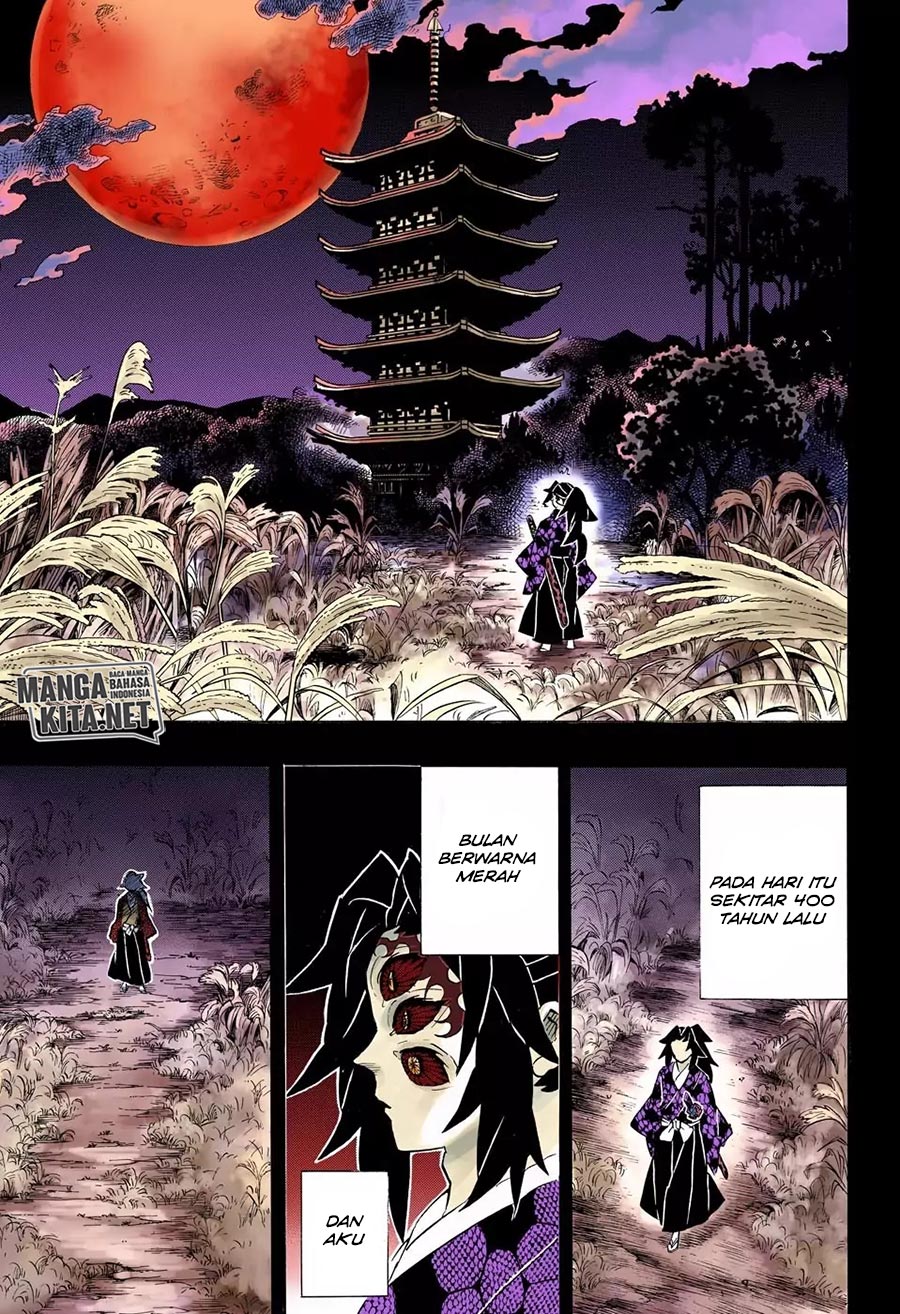 MANGA
KITA.NET
BACA MANGA
BAHASA
INDONESIA
PADA HARI ITU
SEKITAR 400
TAHUN LALU
BULAN
BERWARNA
MERAH
DAN
AKU